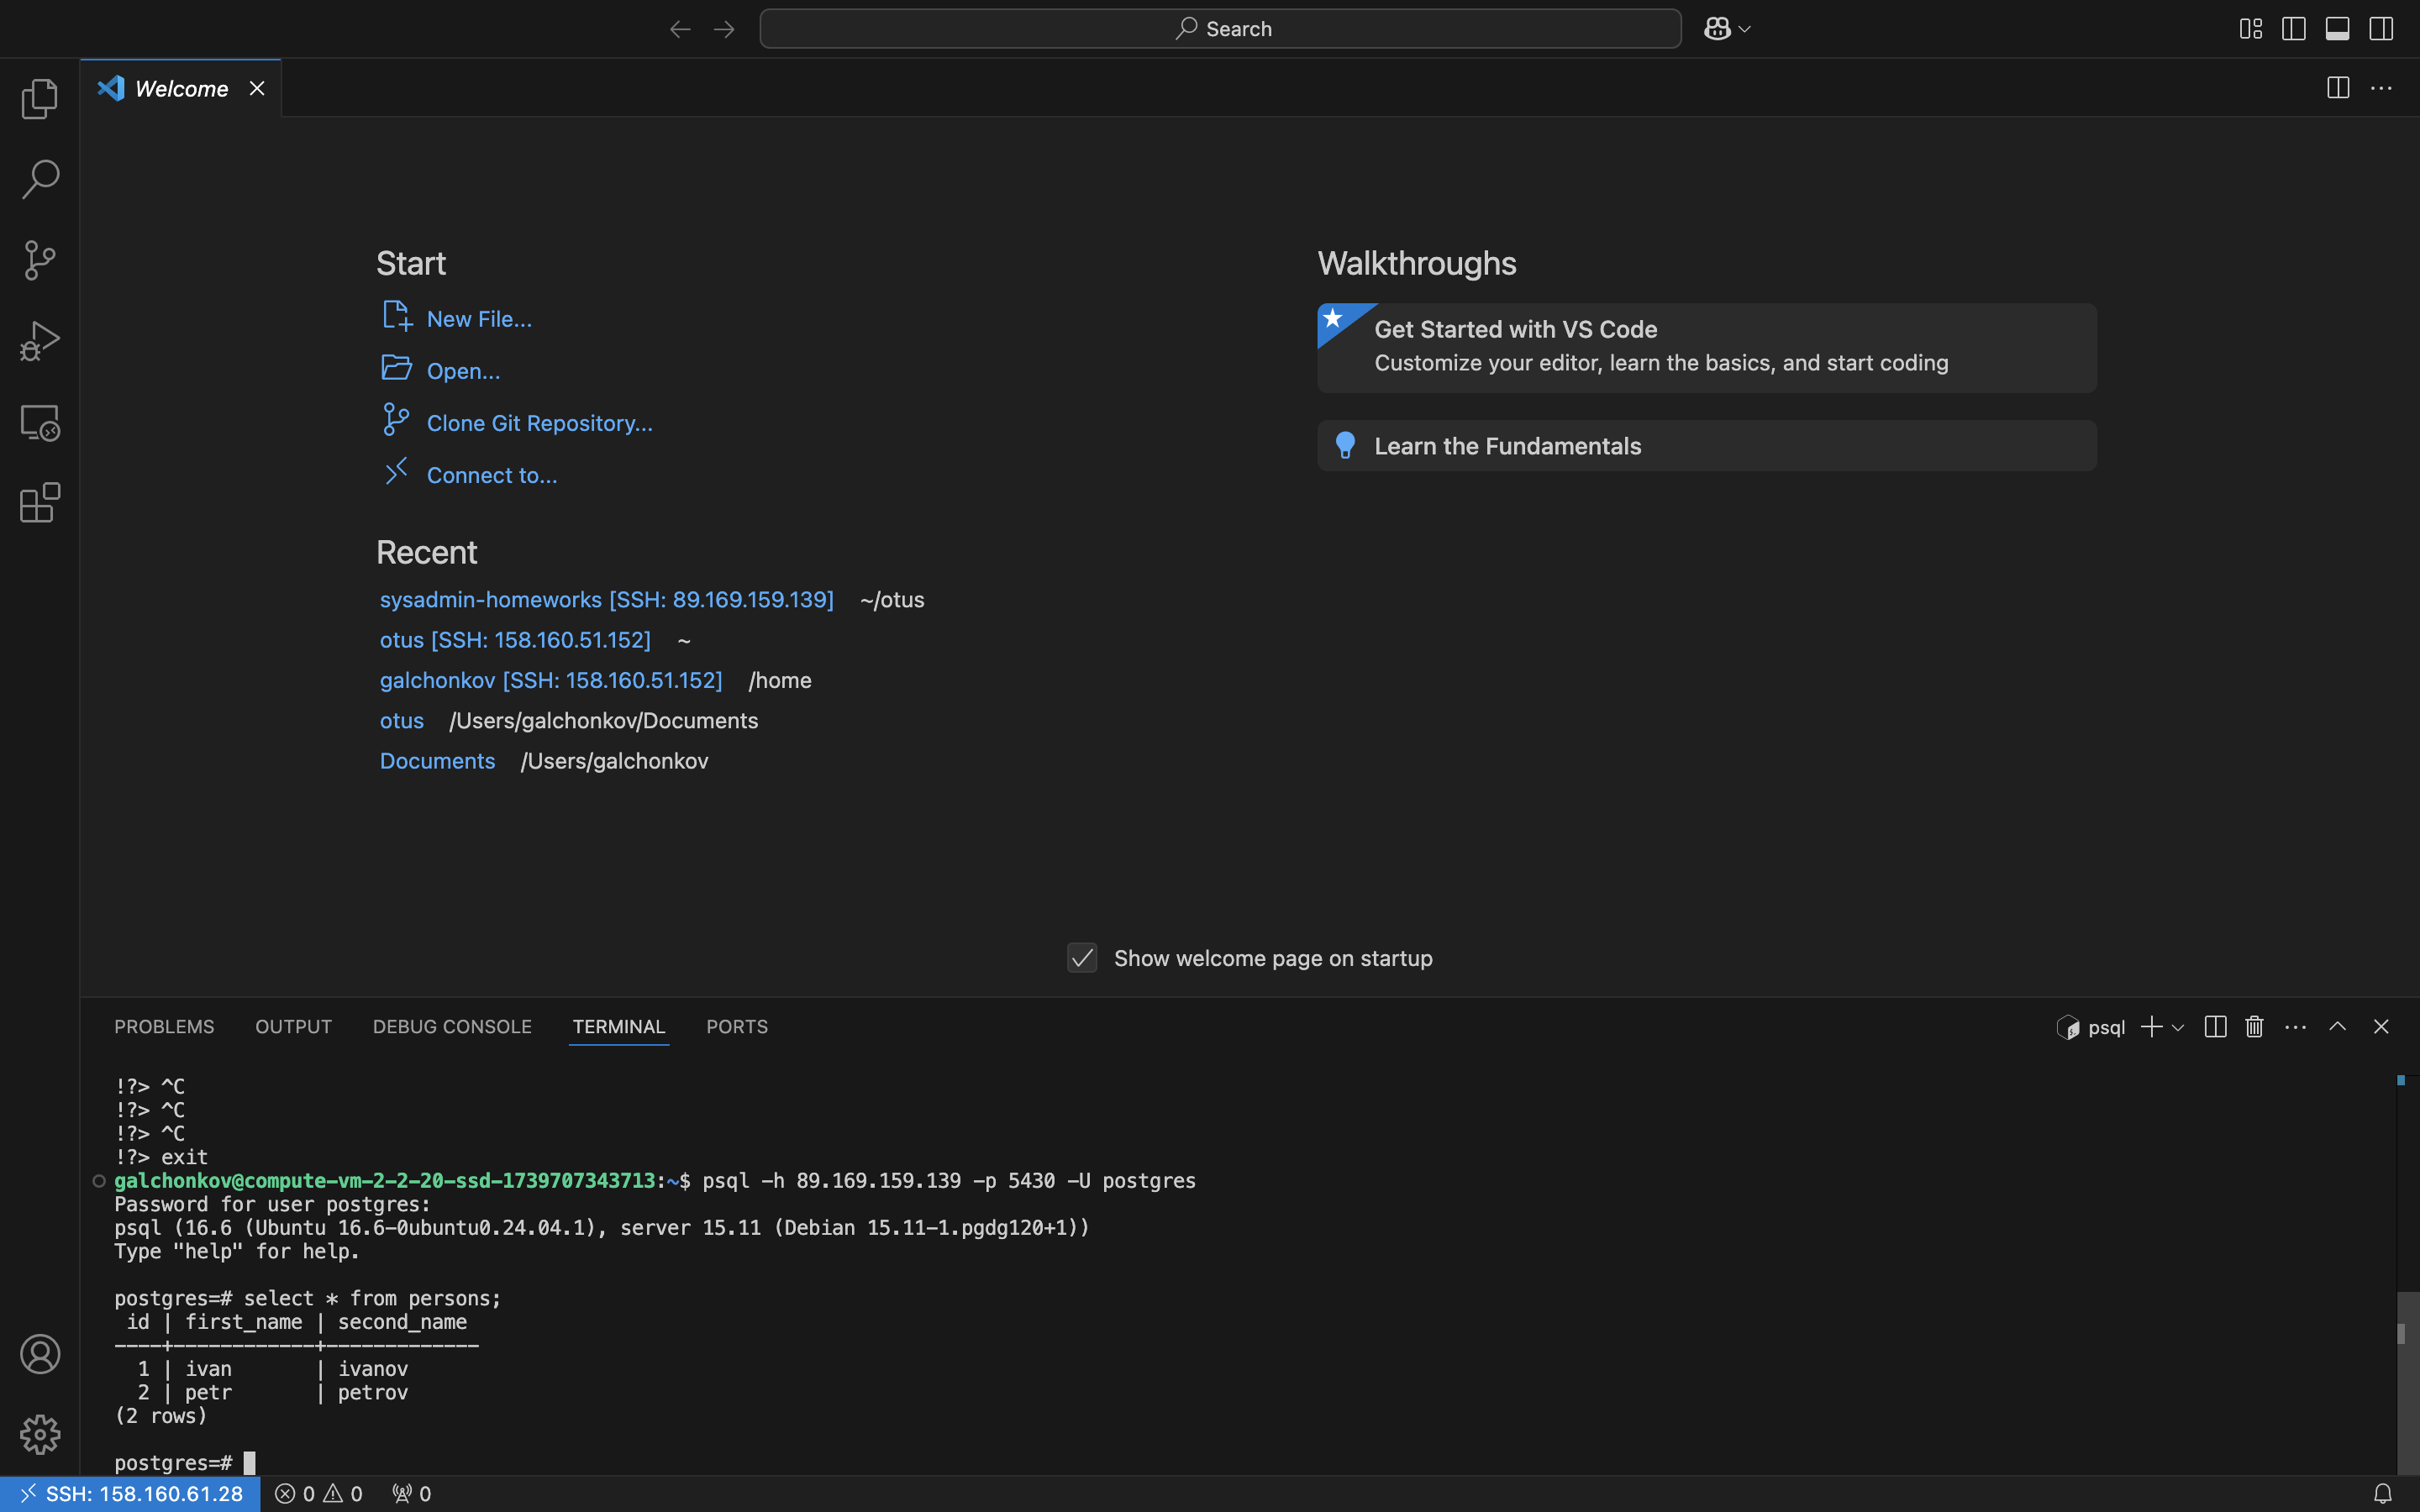 Search
Welcome
Start
New File...
Open...
Clone Git Repository...
Connect to...
Recent
sysadmin-homeworks [SSH: 89.169.159.139] ~/otus
otus [SSH: 158.160.51.152] ~
galchonkov [SSH: 158.160.51.152] /home
otus /Users/galchonkov/Documents
Documents /Users/galchonkov
Walkthroughs
Get Started with VS Code
Customize your editor, learn the basics, and start coding
Learn the Fundamentals
Show welcome page on startup
PROBLEMS OUTPUT DEBUG CONSOLE TERMINAL PORTS
psql
!?> ^C
!?> ^C
!?> ^C
!?> exit
galchonkov@compute-vm-2-2-20-ssd-1739707343713:~$ psql -h 89.169.159.139 -p 5430 -U postgres
Password for user postgres:
psql (16.6 (Ubuntu 16.6-0ubuntu0.24.04.1), server 15.11 (Debian 15.11-1.pgdg120+1))
Type "help" for help.
postgres=# select * from persons;
 id | first_name | second_name
----+------------+-------------
  1 | ivan       | ivanov
  2 | petr       | petrov
(2 rows)
postgres=#
SSH: 158.160.61.28 0 0 0